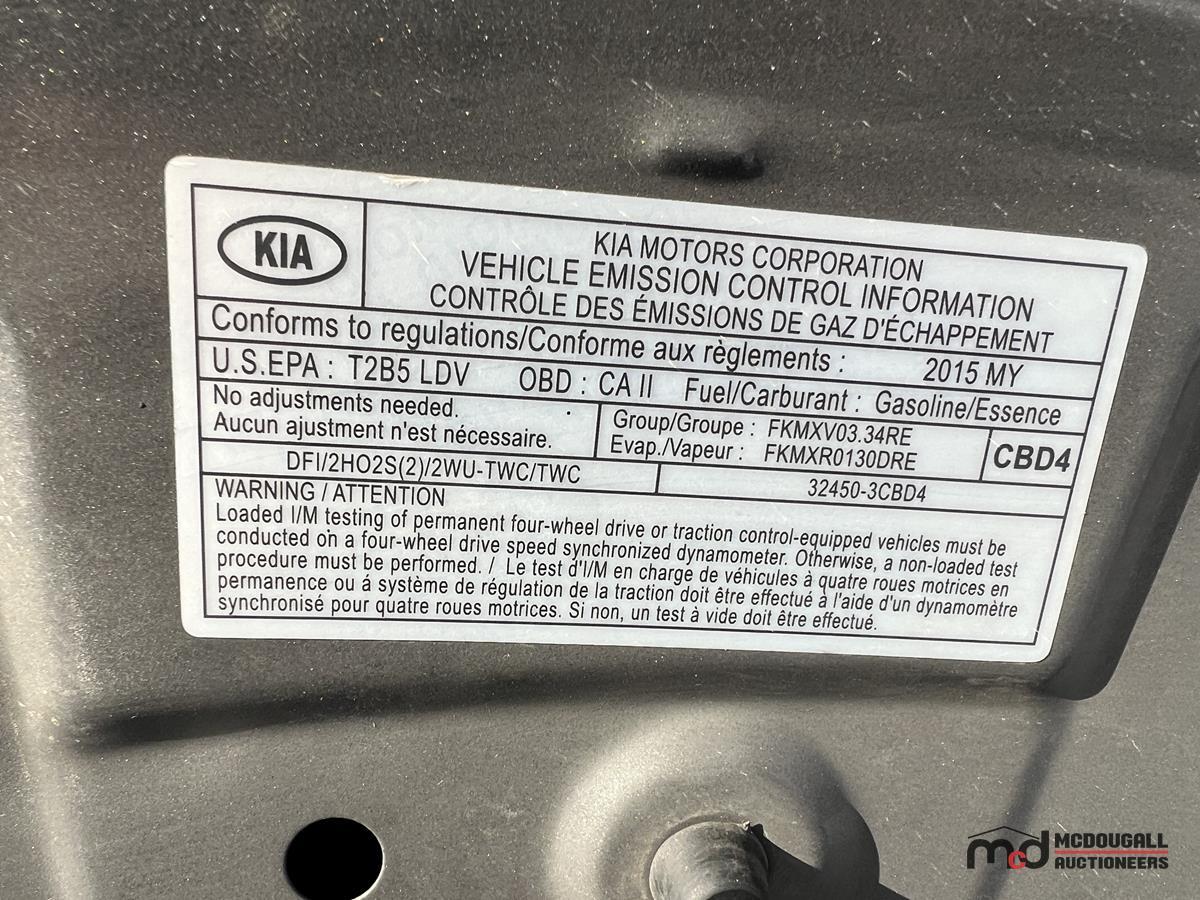 KIA
KIA MOTORS CORPORATION
VEHICLE EMISSION CONTROL INFORMATION
CONTRÔLE DES ÉMISSIONS DE GAZ D'ÉCHAPPEMENT
Conforms to regulations/Conforme aux règlements : 2015 MY
U.S.EPA : T2B5 LDV OBD : CA II Fuel/Carburant : Gasoline/Essence
No adjustments needed.
Aucun ajustment n'est nécessaire.
Group/Groupe : FKMXV03.34RE
Evap./Vapeur : FKMXR0130DRE
CBD4
DFI/2HO2S(2)/2WU-TWC/TWC
32450-3CBD4
WARNING / ATTENTION
Loaded I/M testing of permanent four-wheel drive or traction control-equipped vehicles must be
conducted on a four-wheel drive speed synchronized dynamometer. Otherwise, a non-loaded test
procedure must be performed. / Le test d'I/M en charge de véhicules à quatre roues motrices en
permanence ou á système de régulation de la traction doit être effectué à l'aide d'un dynamomètre
synchronisé pour quatre roues motrices. Si non, un test à vide doit être effectué.
mcd MCDOUGALL
AUCTIONEERS